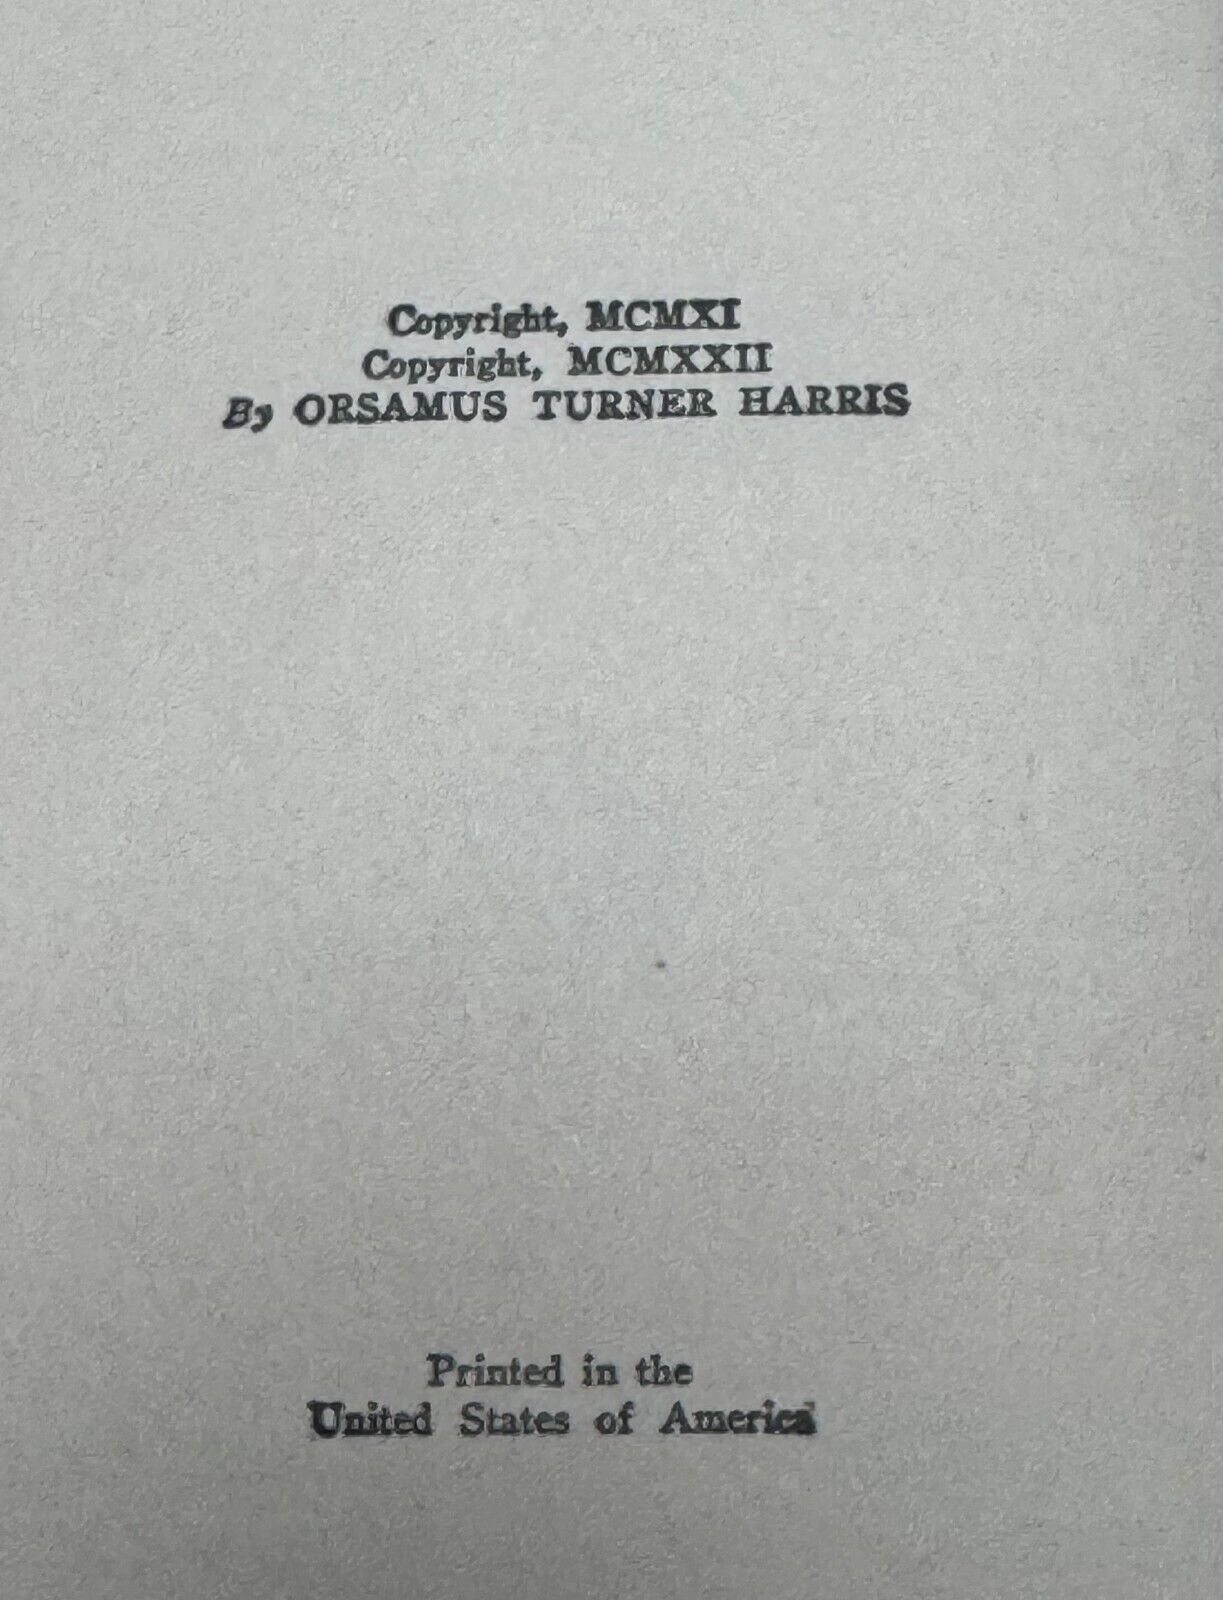 Copyright, MCMXI
Copyright, MCMXXII
By ORSAMUS TURNER HARRIS
Printed in the
United States of America